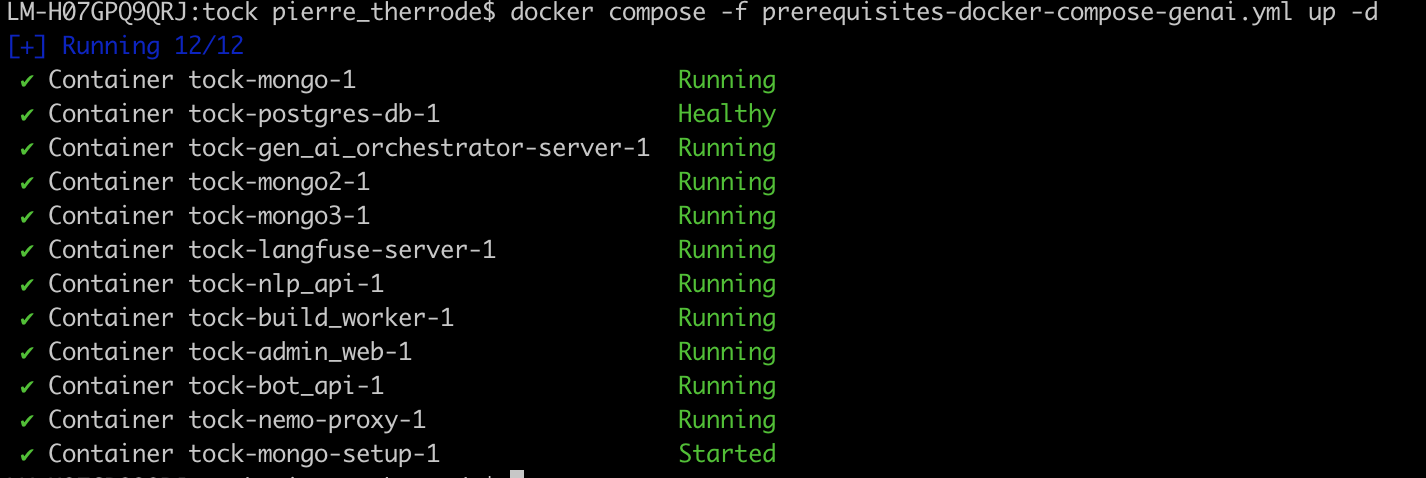 LM-H07GPQ9QRJ:tock pierre_therrode$ docker compose -f prerequisites-docker-compose-genai.yml up -d
[+] Running 12/12
✔ Container tock-mongo-1 Running
✔ Container tock-postgres-db-1 Healthy
✔ Container tock-gen_ai_orchestrator-server-1 Running
✔ Container tock-mongo2-1 Running
✔ Container tock-mongo3-1 Running
✔ Container tock-langfuse-server-1 Running
✔ Container tock-nlp_api-1 Running
✔ Container tock-build_worker-1 Running
✔ Container tock-admin_web-1 Running
✔ Container tock-bot_api-1 Running
✔ Container tock-nemo-proxy-1 Running
✔ Container tock-mongo-setup-1 Started